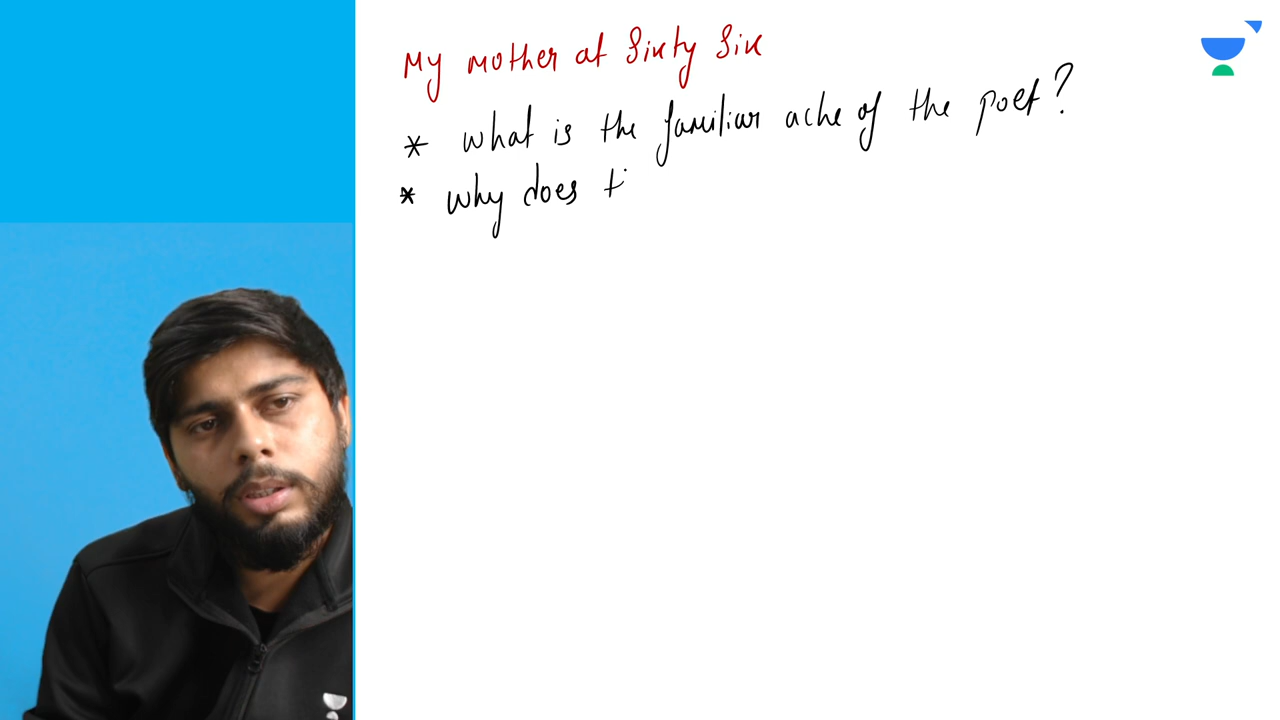 My mother at Sixty Six
* what is the familiar ache of the poet?
* why does t